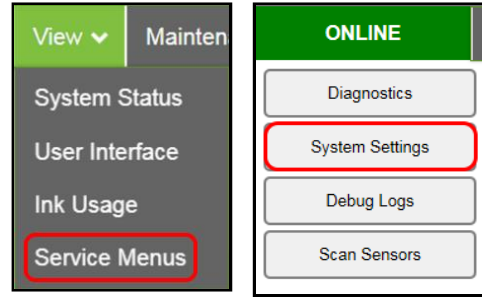 View
Mainten
System Status
User Interface
Ink Usage
Service Menus
ONLINE
Diagnostics
System Settings
Debug Logs
Scan Sensors